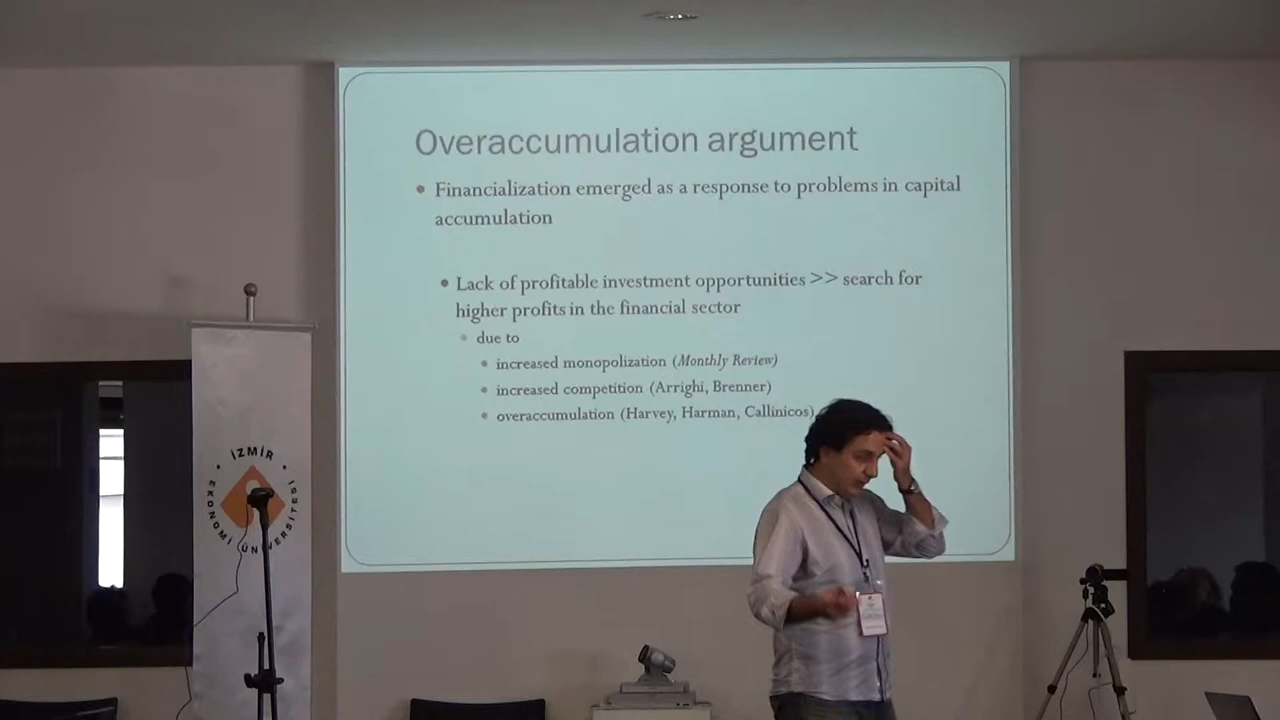 Overaccumulation argument
• Financialization emerged as a response to problems in capital
accumulation
• Lack of profitable investment opportunities >> search for
higher profits in the financial sector
• due to
• increased monopolization (Monthly Review)
• increased competition (Arrighi, Brenner)
• overaccumulation (Harvey, Harman, Callinicos)
• İZMİR •
EKONOMİ ÜNİVERSİTESİ